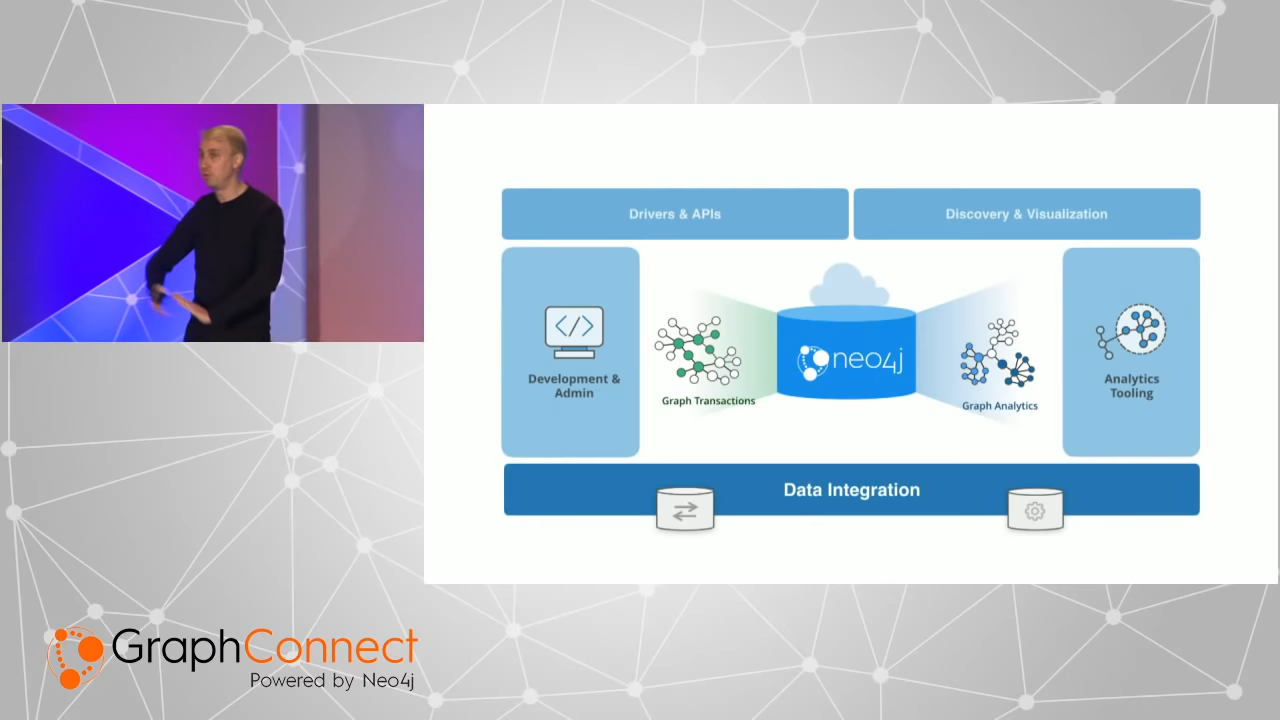 Drivers & APIs
Discovery & Visualization
Development &
Admin
Graph Transactions
neo4j
Graph Analytics
Analytics
Tooling
Data Integration
GraphConnect
Powered by Neo4j